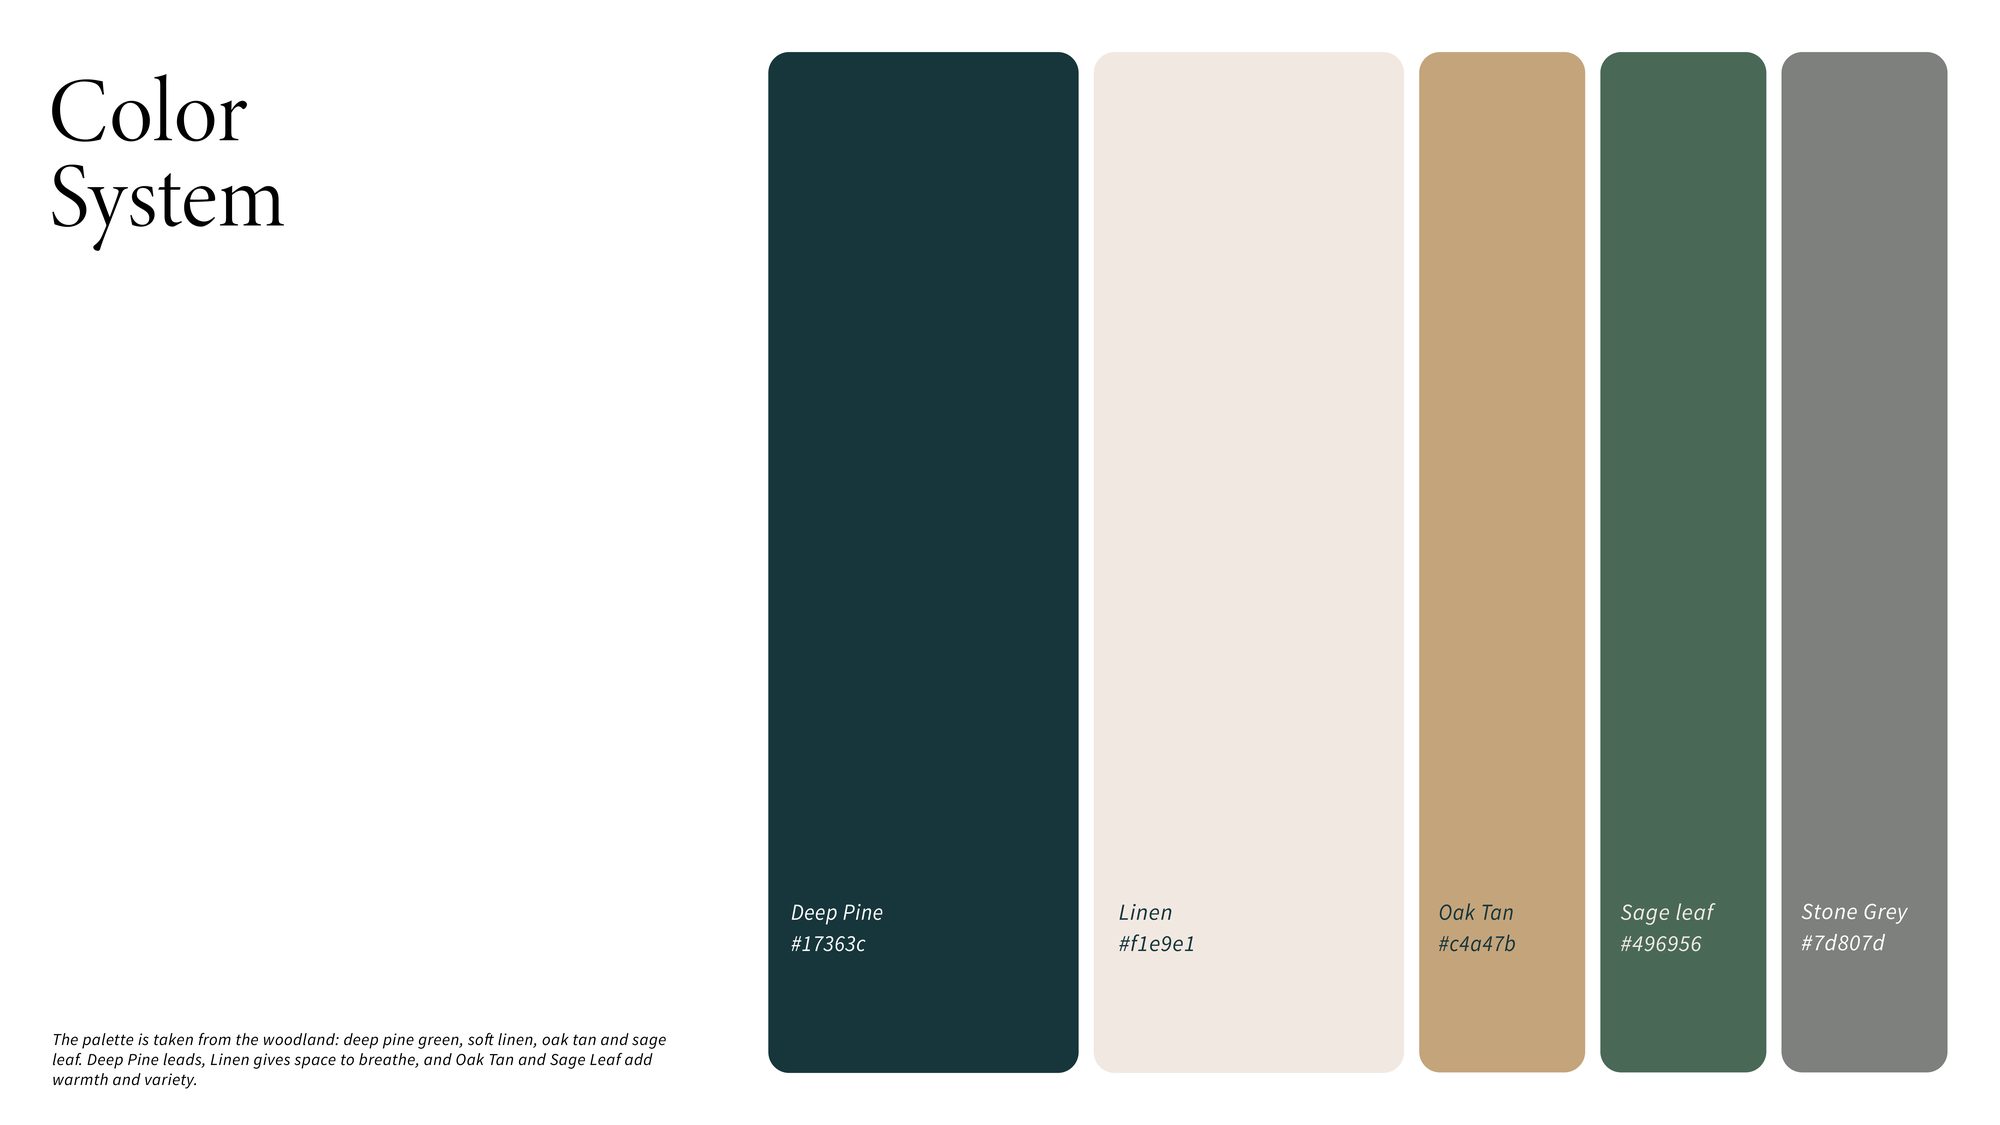 Color
System
Deep Pine
#17363c
Linen
#f1e9e1
Oak Tan
#c4a47b
Sage leaf
#496956
Stone Grey
#7d807d
The palette is taken from the woodland: deep pine green, soft linen, oak tan and sage
leaf. Deep Pine leads, Linen gives space to breathe, and Oak Tan and Sage Leaf add
warmth and variety.